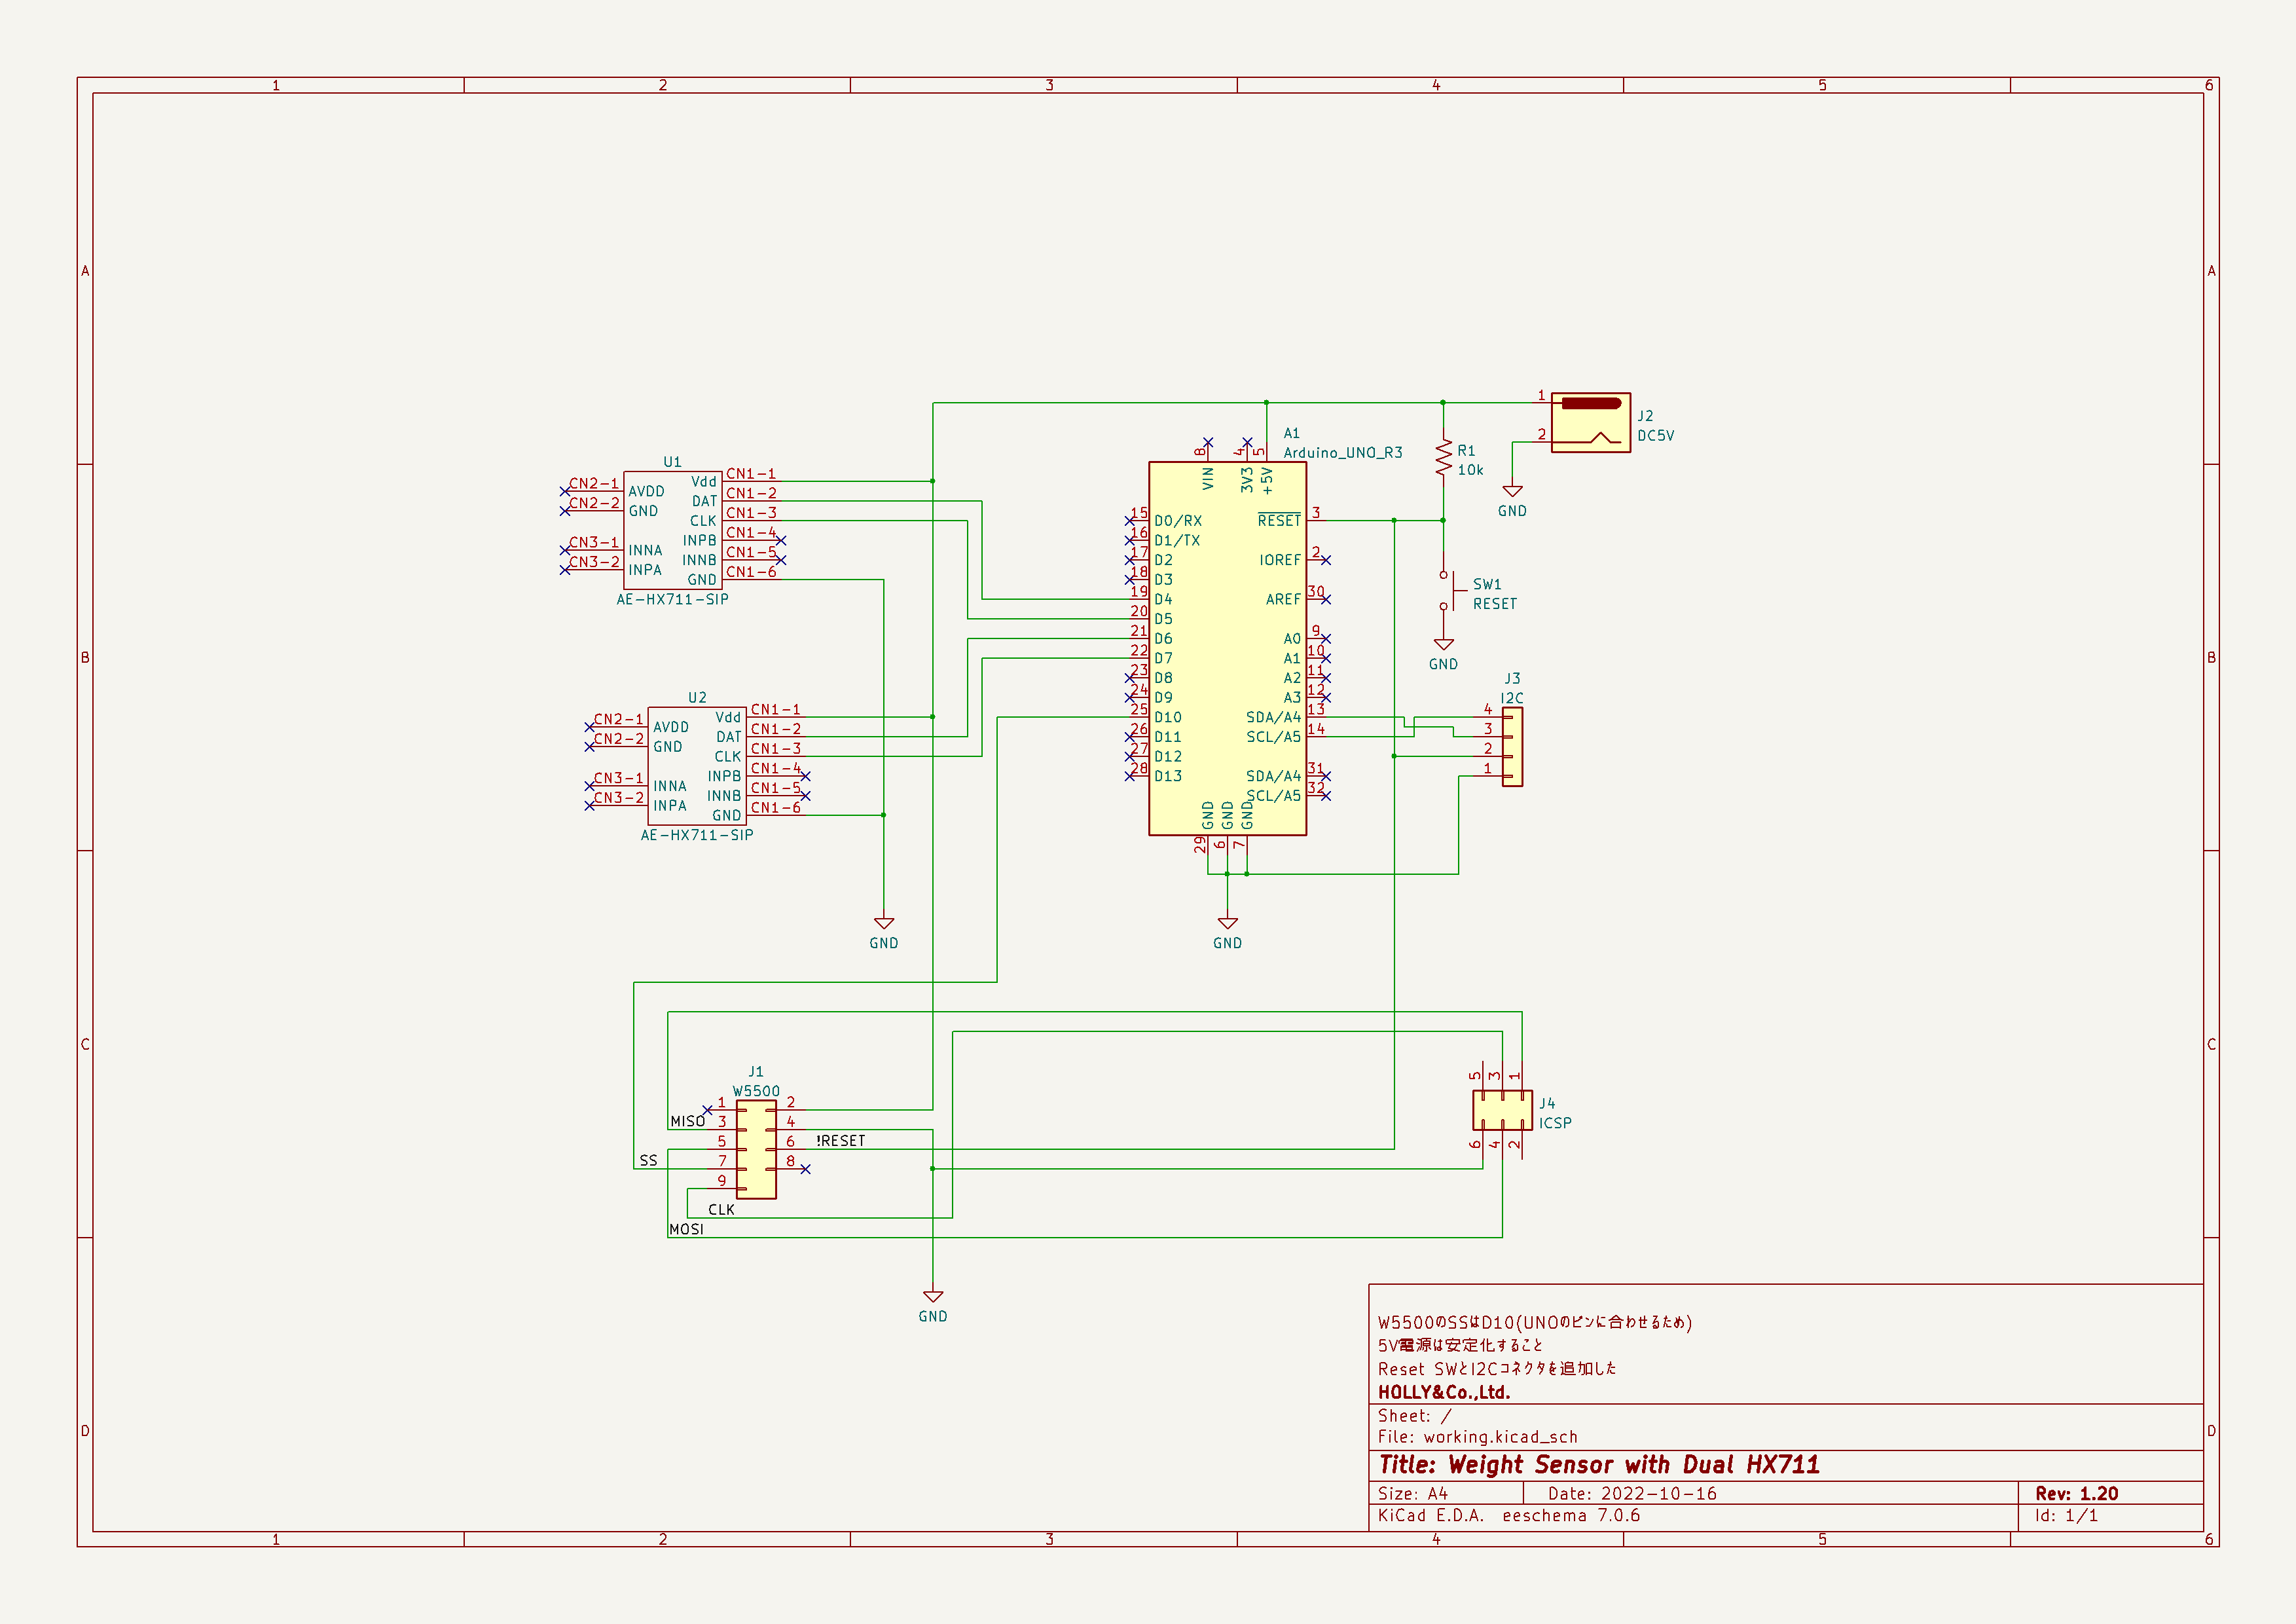 1 2 3 4 5 6
A A
B B
C C
D D
1 2 3 4 5 6
U1
CN2-1 AVDD
CN2-2 GND
CN3-1 INNA
CN3-2 INPA
Vdd CN1-1
DAT CN1-2
CLK CN1-3
INPB CN1-4
INNB CN1-5
GND CN1-6
AE-HX711-SIP
U2
CN2-1 AVDD
CN2-2 GND
CN3-1 INNA
CN3-2 INPA
Vdd CN1-1
DAT CN1-2
CLK CN1-3
INPB CN1-4
INNB CN1-5
GND CN1-6
AE-HX711-SIP
GND
A1
Arduino_UNO_R3
8 VIN
4 3V3
5 +5V
15 D0/RX
16 D1/TX
17 D2
18 D3
19 D4
20 D5
21 D6
22 D7
23 D8
24 D9
25 D10
26 D11
27 D12
28 D13
RESET 3
IOREF 2
AREF 30
A0 9
A1 10
A2 11
A3 12
SDA/A4 13
SCL/A5 14
SDA/A4 31
SCL/A5 32
GND 29
GND 6
GND 7
GND
R1
10k
SW1
RESET
GND
1
2
J2
DC5V
GND
J3
I2C
4
3
2
1
J1
W5500
1 2
MISO 3 4
5 6 !RESET
SS 7 8
9
CLK
MOSI
GND
5 3 1
J4
ICSP
6 4 2
W5500のSSはD10(UNOのピンに合わせるため)
5V電源は安定化すること
Reset SWとI2Cコネクタを追加した
HOLLY&Co.,Ltd.
Sheet: /
File: working.kicad_sch
Title: Weight Sensor with Dual HX711
Size: A4 Date: 2022-10-16 Rev: 1.20
KiCad E.D.A. eeschema 7.0.6 Id: 1/1